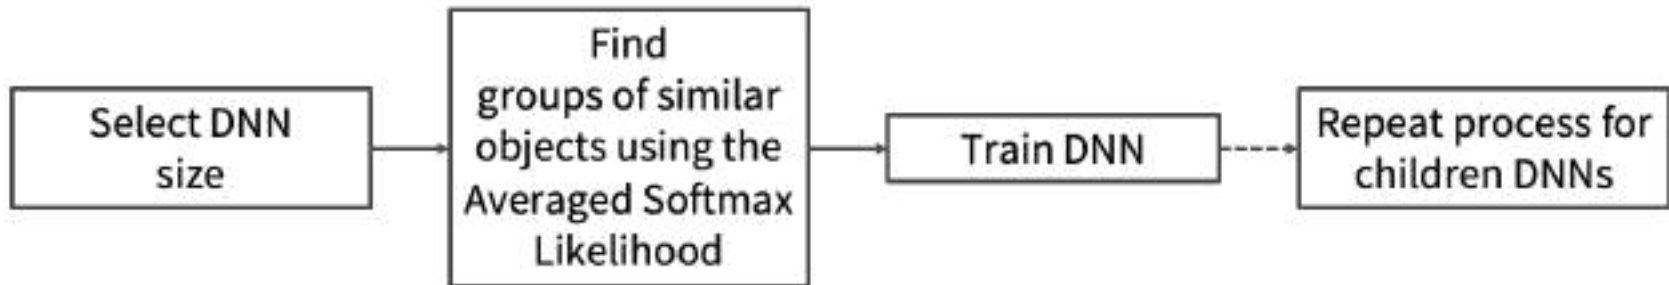 Select DNN
size
Find
groups of similar
objects using the
Averaged Softmax
Likelihood
Train DNN
Repeat process for
children DNNs